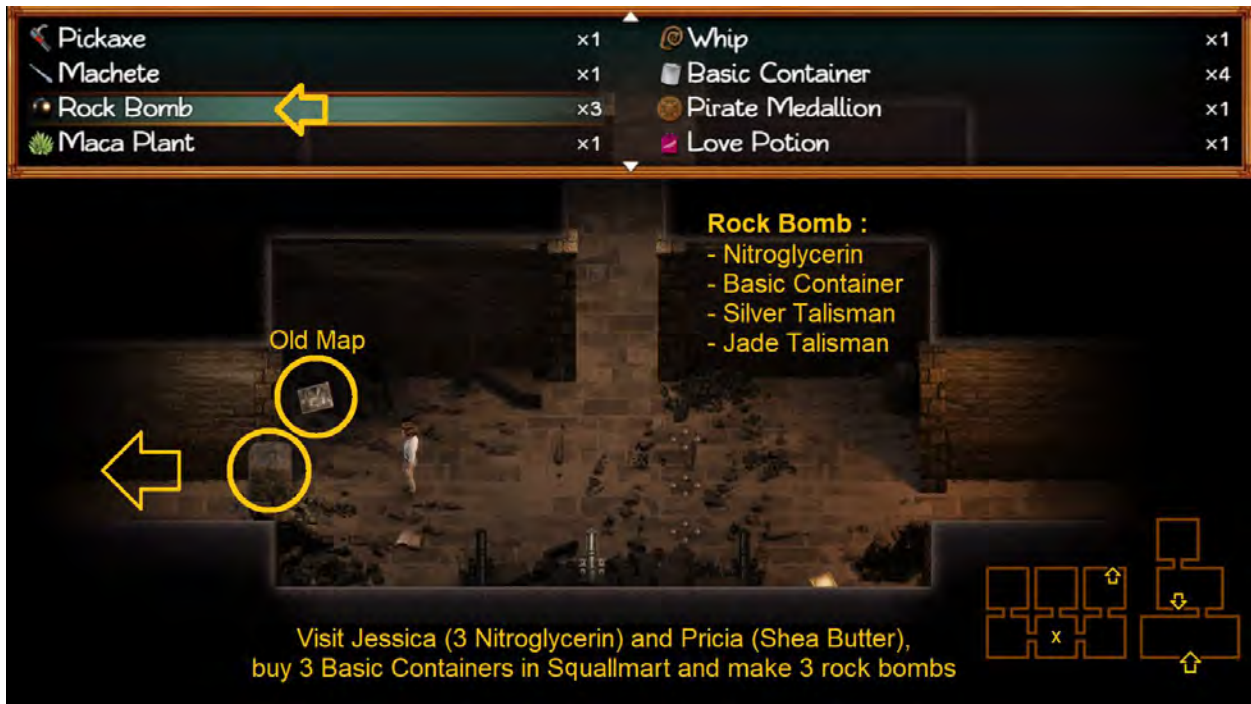 Pickaxe ×1
Whip ×1
Machete ×1
Basic Container ×4
Rock Bomb ×3
Pirate Medallion ×1
Maca Plant ×1
Love Potion ×1
Rock Bomb :
- Nitroglycerin
- Basic Container
- Silver Talisman
- Jade Talisman
Old Map
x
Visit Jessica (3 Nitroglycerin) and Pricia (Shea Butter),
buy 3 Basic Containers in Squallmart and make 3 rock bombs